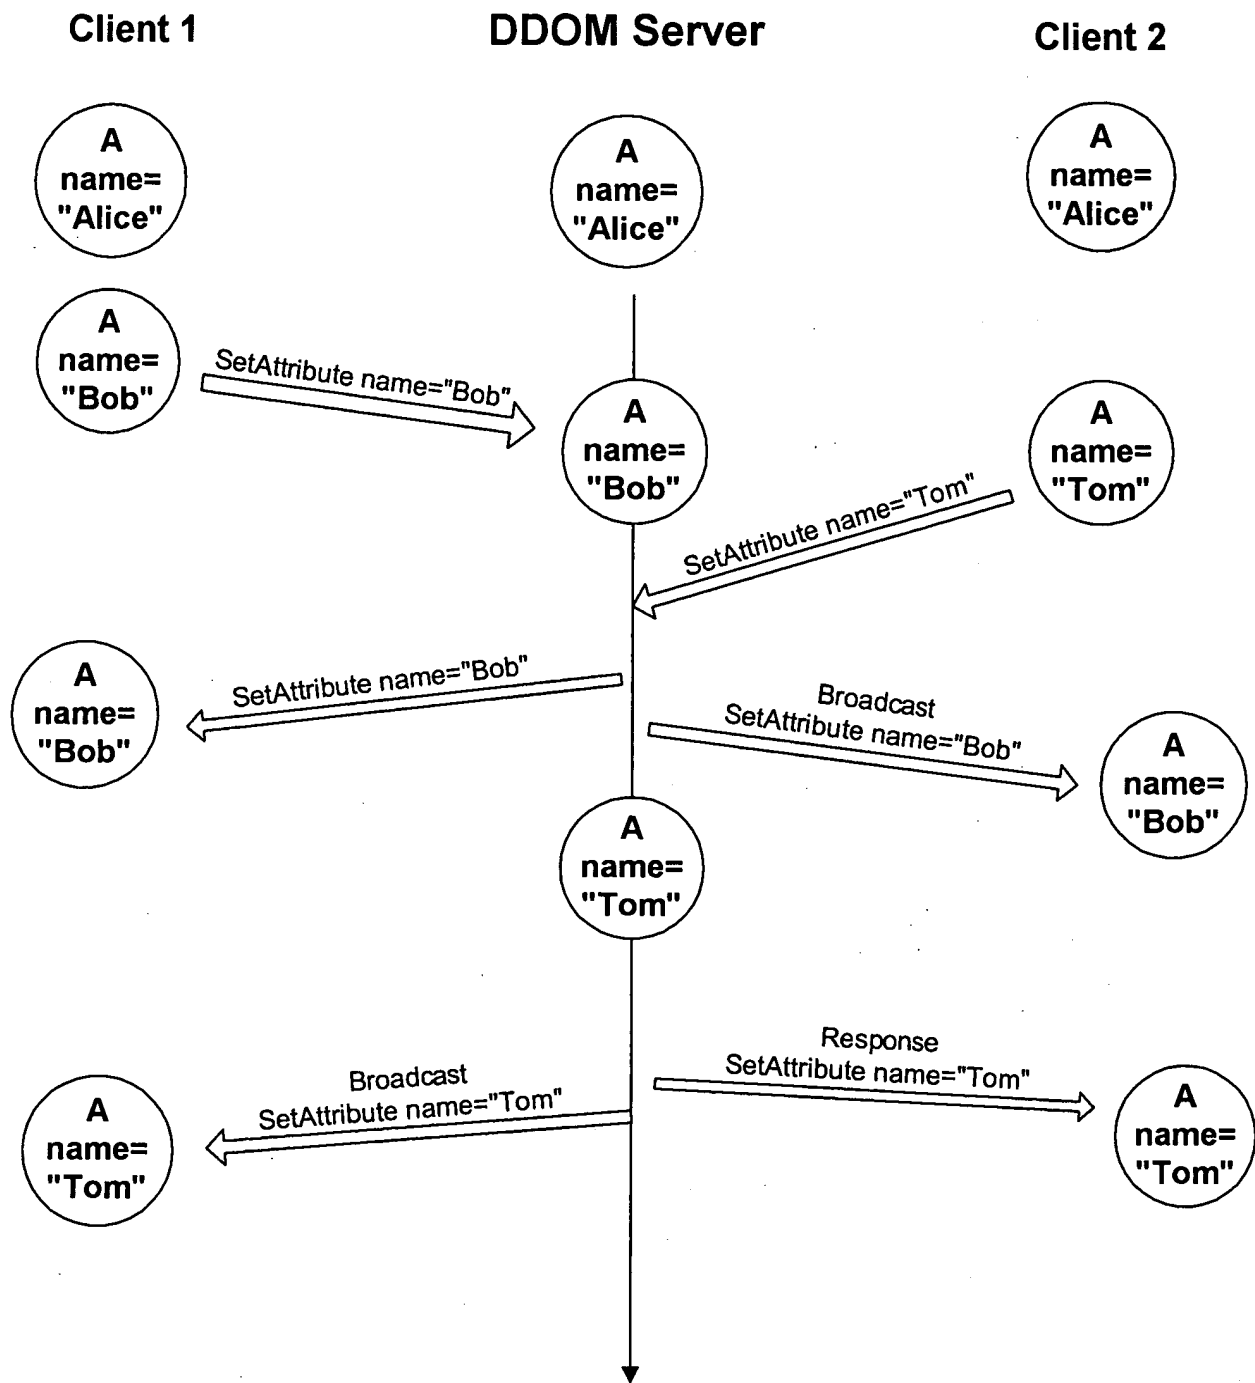 Client 1
DDOM Server
Client 2
A
name=
"Alice"
A
name=
"Alice"
A
name=
"Alice"
A
name=
"Bob"
SetAttribute name="Bob"
A
name=
"Bob"
A
name=
"Tom"
SetAttribute name="Tom"
A
name=
"Bob"
SetAttribute name="Bob"
Broadcast
SetAttribute name="Bob"
A
name=
"Bob"
A
name=
"Tom"
Response
SetAttribute name="Tom"
Broadcast
SetAttribute name="Tom"
A
name=
"Tom"
A
name=
"Tom"